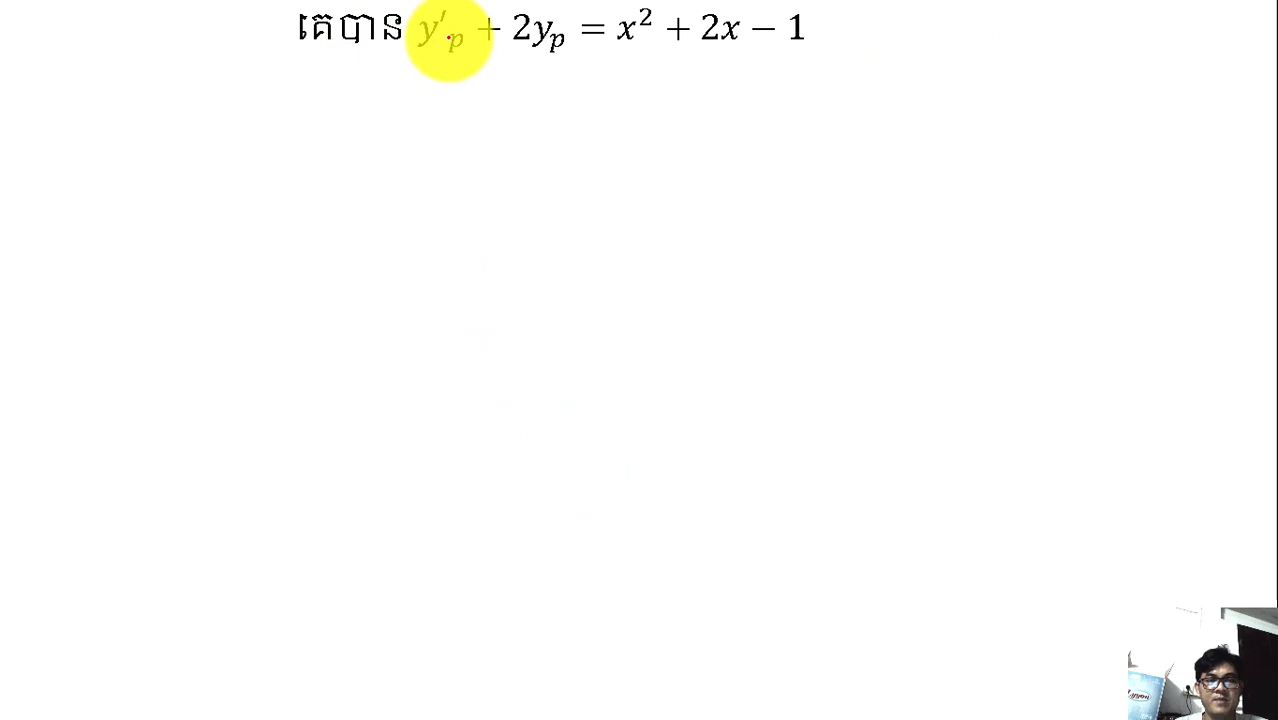 គេបាន y′ₚ + 2yₚ = x² + 2x − 1